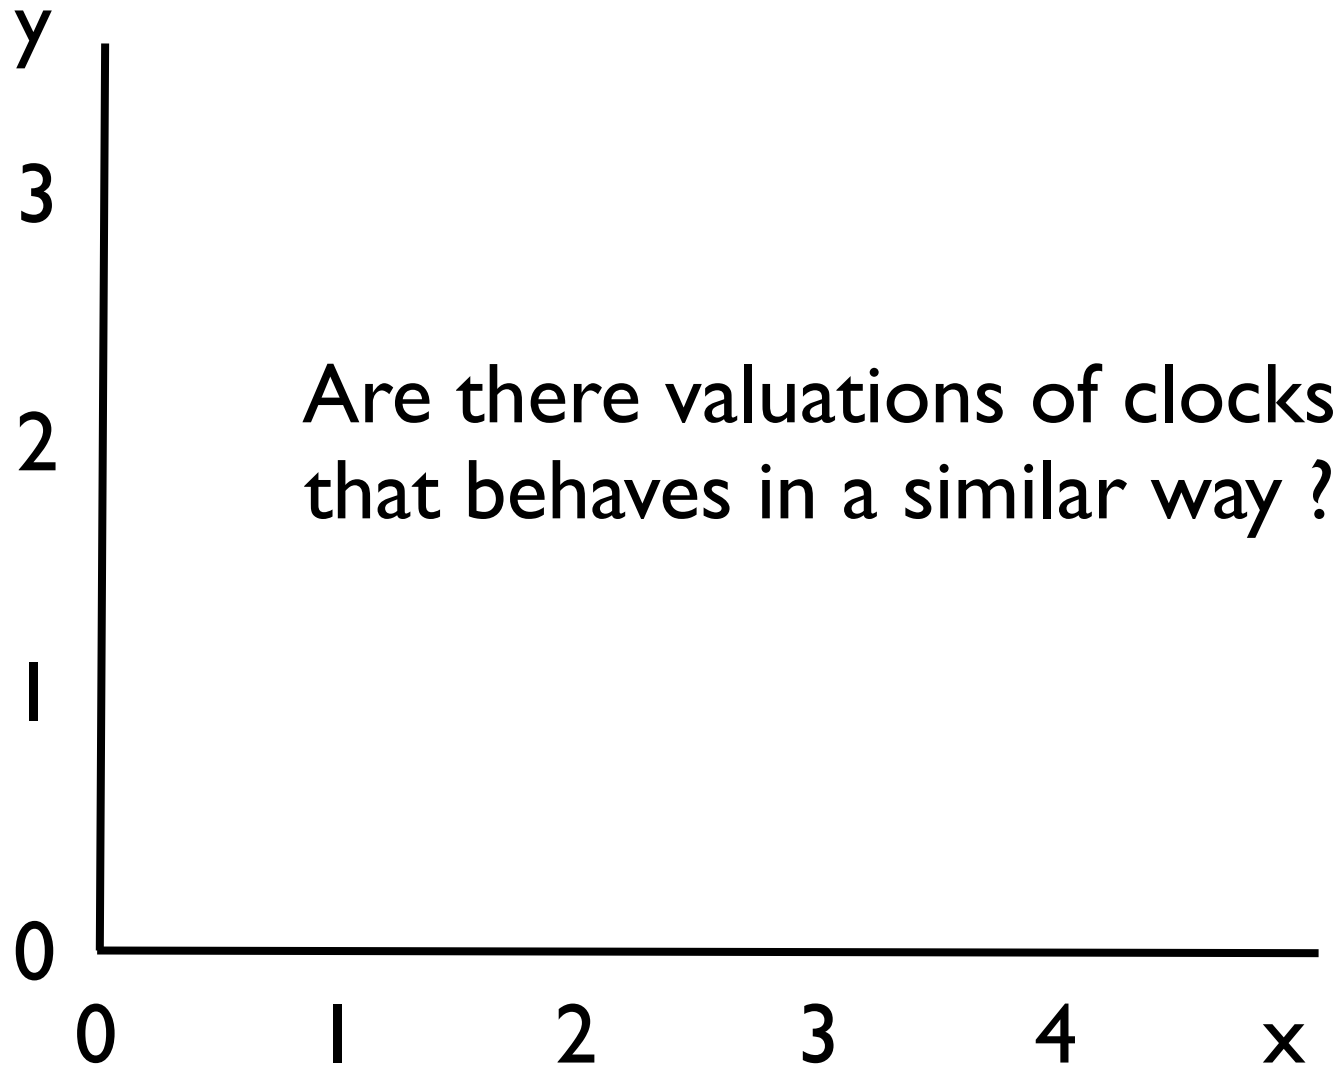 y
3
Are there valuations of clocks
2
that behaves in a similar way ?
1
0
0 1 2 3 4 x